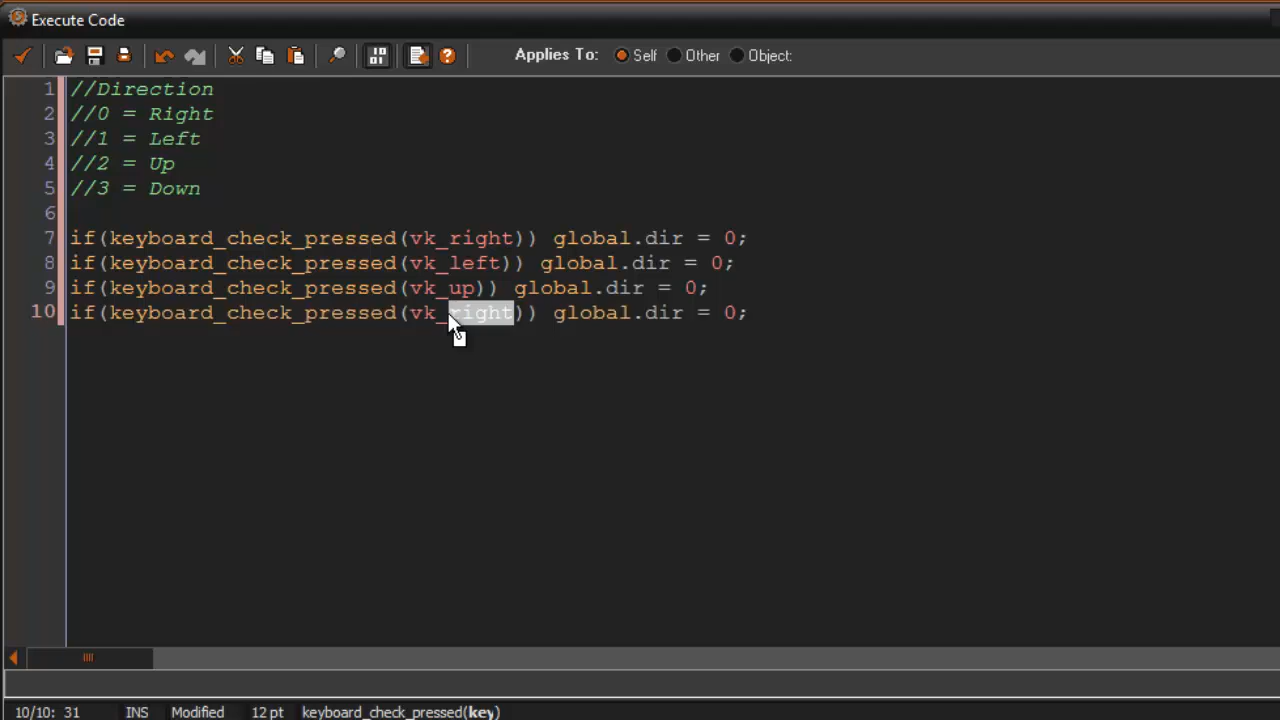 Execute Code
Applies To: Self Other Object:
1 //Direction
2 //0 = Right
3 //1 = Left
4 //2 = Up
5 //3 = Down
6
7 if(keyboard_check_pressed(vk_right)) global.dir = 0;
8 if(keyboard_check_pressed(vk_left)) global.dir = 0;
9 if(keyboard_check_pressed(vk_up)) global.dir = 0;
10 if(keyboard_check_pressed(vk_right)) global.dir = 0;
10/10: 31 INS Modified 12 pt keyboard_check_pressed(key)